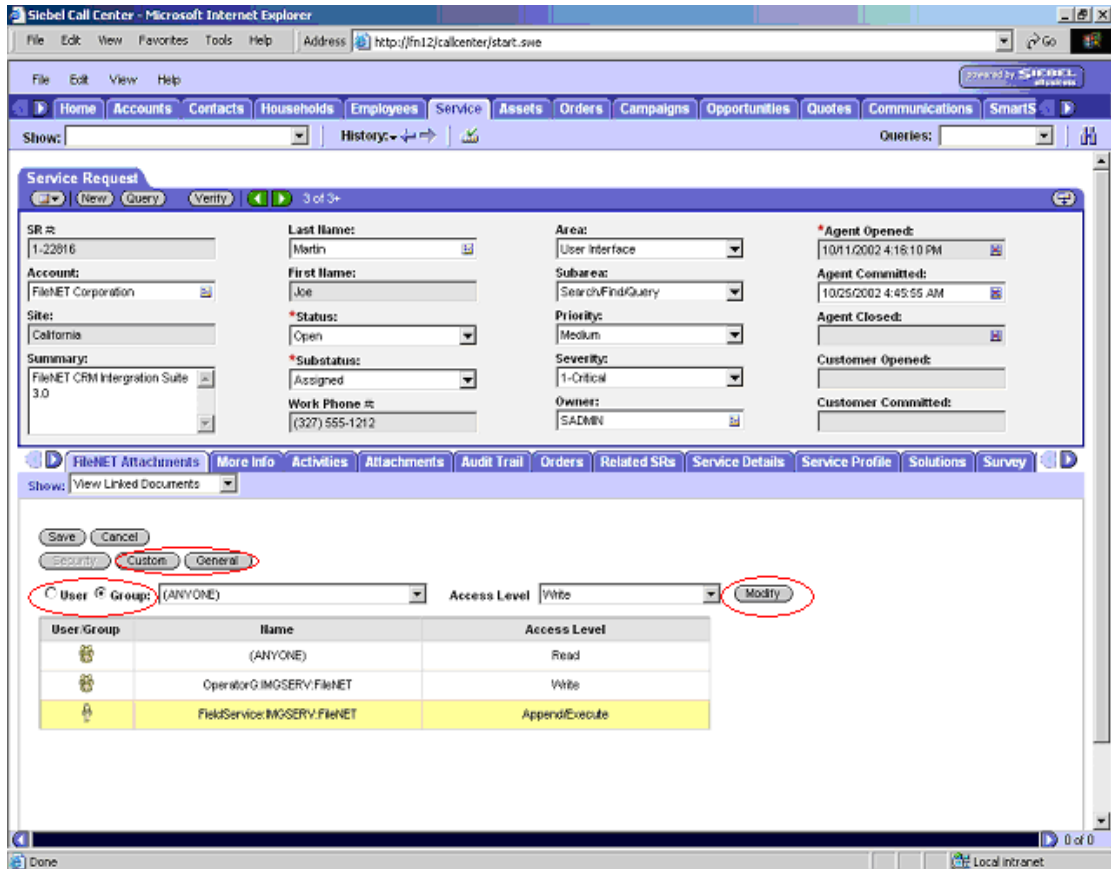 Siebel Call Center - Microsoft Internet Explorer
File Edit View Favorites Tools Help Address http://fn12/callcenter/start.swe Go
File Edit View Help powered by SIEBEL
Home Accounts Contacts Households Employees Service Assets Orders Campaigns Opportunities Quotes Communications SmartS
Show: History: Queries:
Service Request
New Query Verify 3 of 3+
SR #: Last Name: Area: *Agent Opened:
1-22816 Martin User Interface 10/11/2002 4:16:10 PM
Account: First Name: Subarea: Agent Committed:
FileNET Corporation Joe Search/Find/Query 10/25/2002 4:45:55 AM
Site: *Status: Priority: Agent Closed:
California Open Medium
Summary: *Substatus: Severity: Customer Opened:
FileNET CRM Intergration Suite 3.0 Assigned 1-Critical
Work Phone #: Owner: Customer Committed:
(327) 555-1212 SADMIN
FileNET Attachments More Info Activities Attachments Audit Trail Orders Related SRs Service Details Service Profile Solutions Survey
Show: View Linked Documents
Save Cancel
Security Custom General
User Group: (ANYONE) Access Level Write Modify
User/Group Name Access Level
(ANYONE) Read
OperatorG:IMGSERV:FileNET Write
FieldService:IMGSERV:FileNET Append/Execute
0 of 0
Done Local intranet